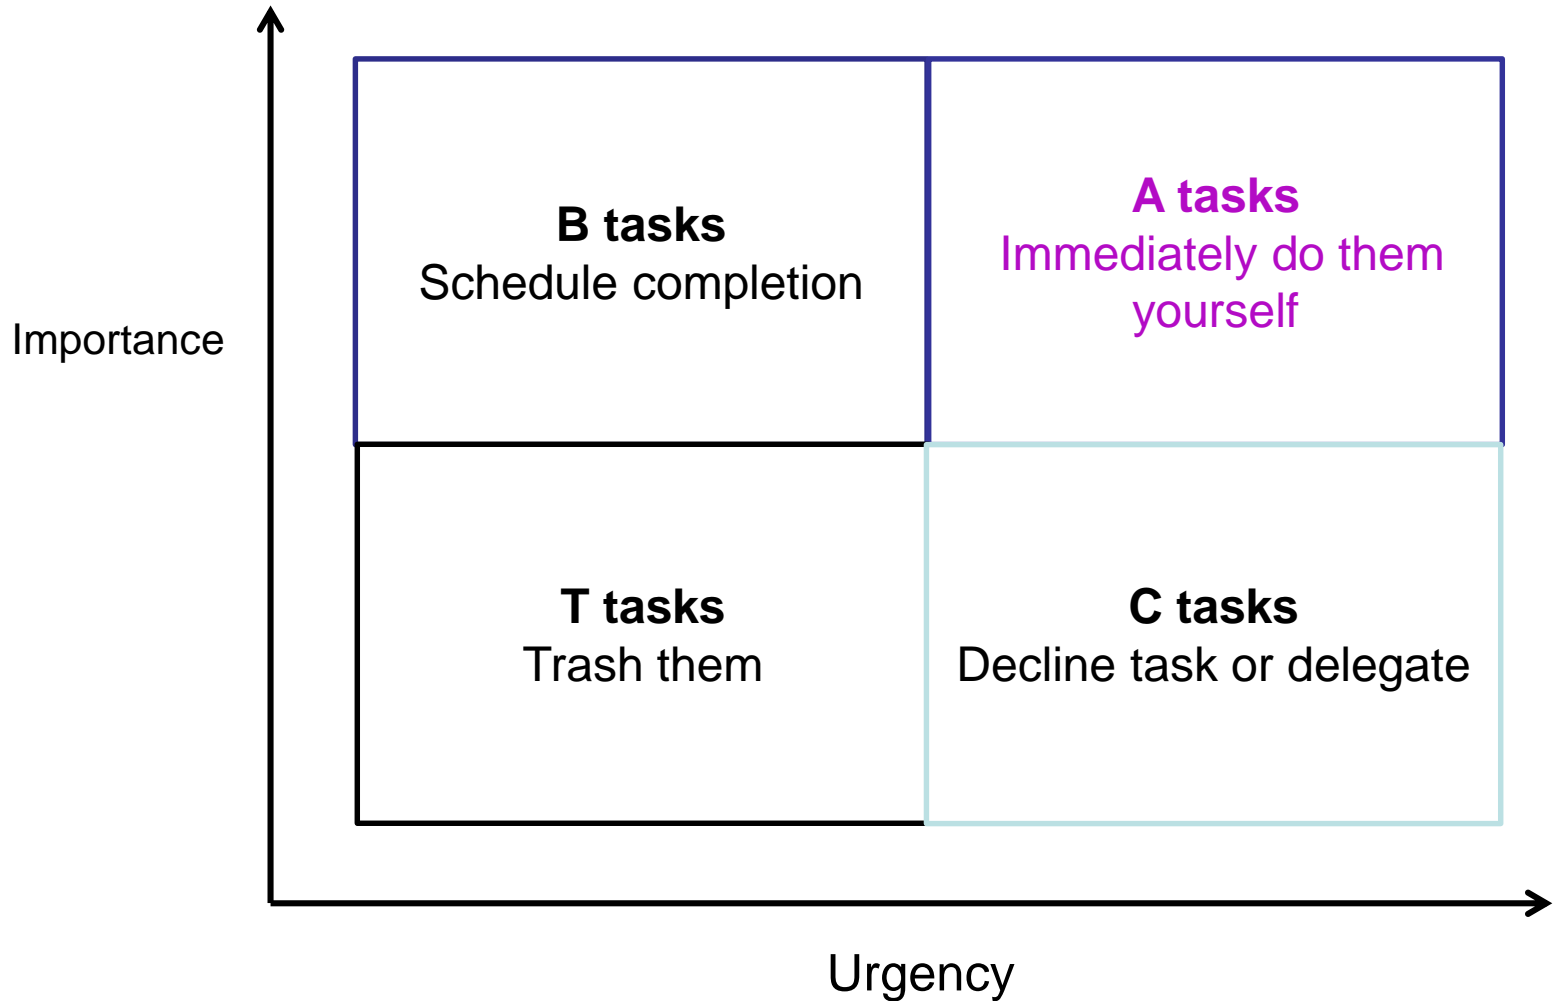 B tasks
Schedule completion
A tasks
Immediately do them
yourself
Importance
T tasks
Trash them
C tasks
Decline task or delegate
Urgency